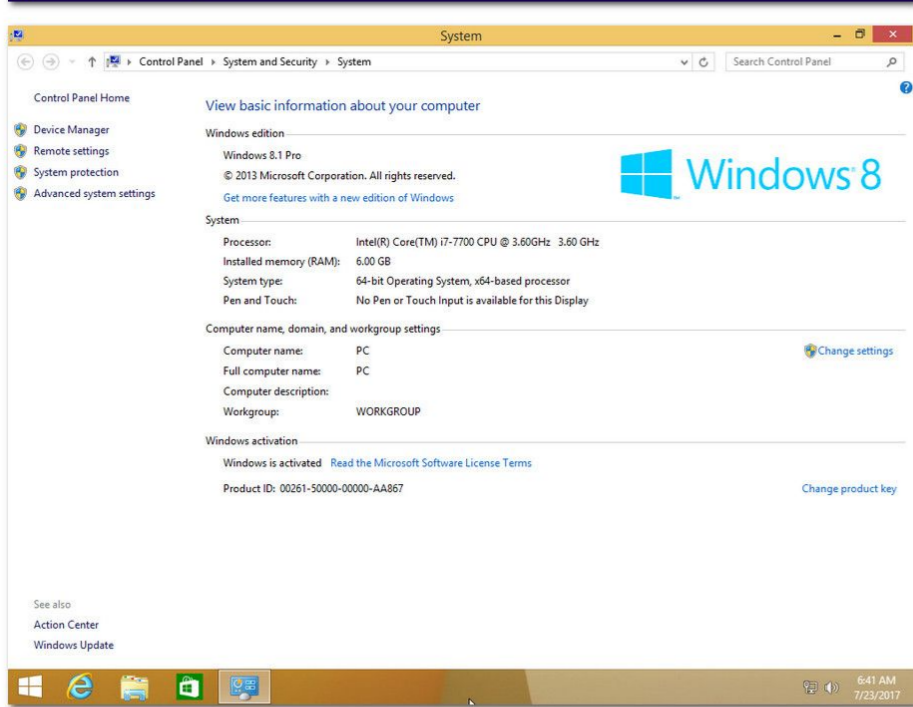 System
Control Panel ▸ System and Security ▸ System
Search Control Panel
Control Panel Home
Device Manager
Remote settings
System protection
Advanced system settings
View basic information about your computer
Windows edition
Windows 8.1 Pro
© 2013 Microsoft Corporation. All rights reserved.
Get more features with a new edition of Windows
Windows 8
System
Processor: Intel(R) Core(TM) i7-7700 CPU @ 3.60GHz 3.60 GHz
Installed memory (RAM): 6.00 GB
System type: 64-bit Operating System, x64-based processor
Pen and Touch: No Pen or Touch Input is available for this Display
Computer name, domain, and workgroup settings
Computer name: PC
Change settings
Full computer name: PC
Computer description:
Workgroup: WORKGROUP
Windows activation
Windows is activated Read the Microsoft Software License Terms
Product ID: 00261-50000-00000-AA867
Change product key
See also
Action Center
Windows Update
6:41 AM
7/23/2017